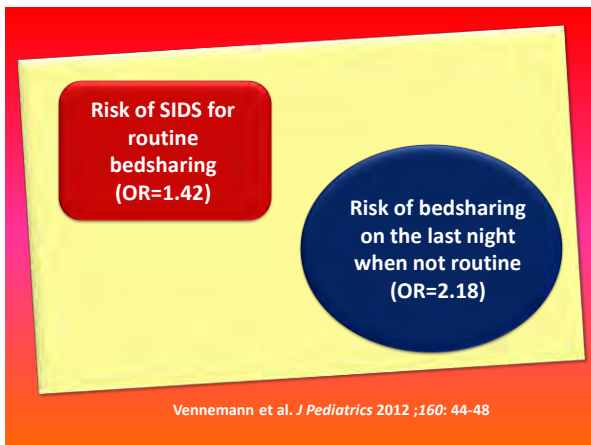 Risk of SIDS for
routine
bedsharing
(OR=1.42)
Risk of bedsharing
on the last night
when not routine
(OR=2.18)
Vennemann et al. J Pediatrics 2012 ;160: 44-48